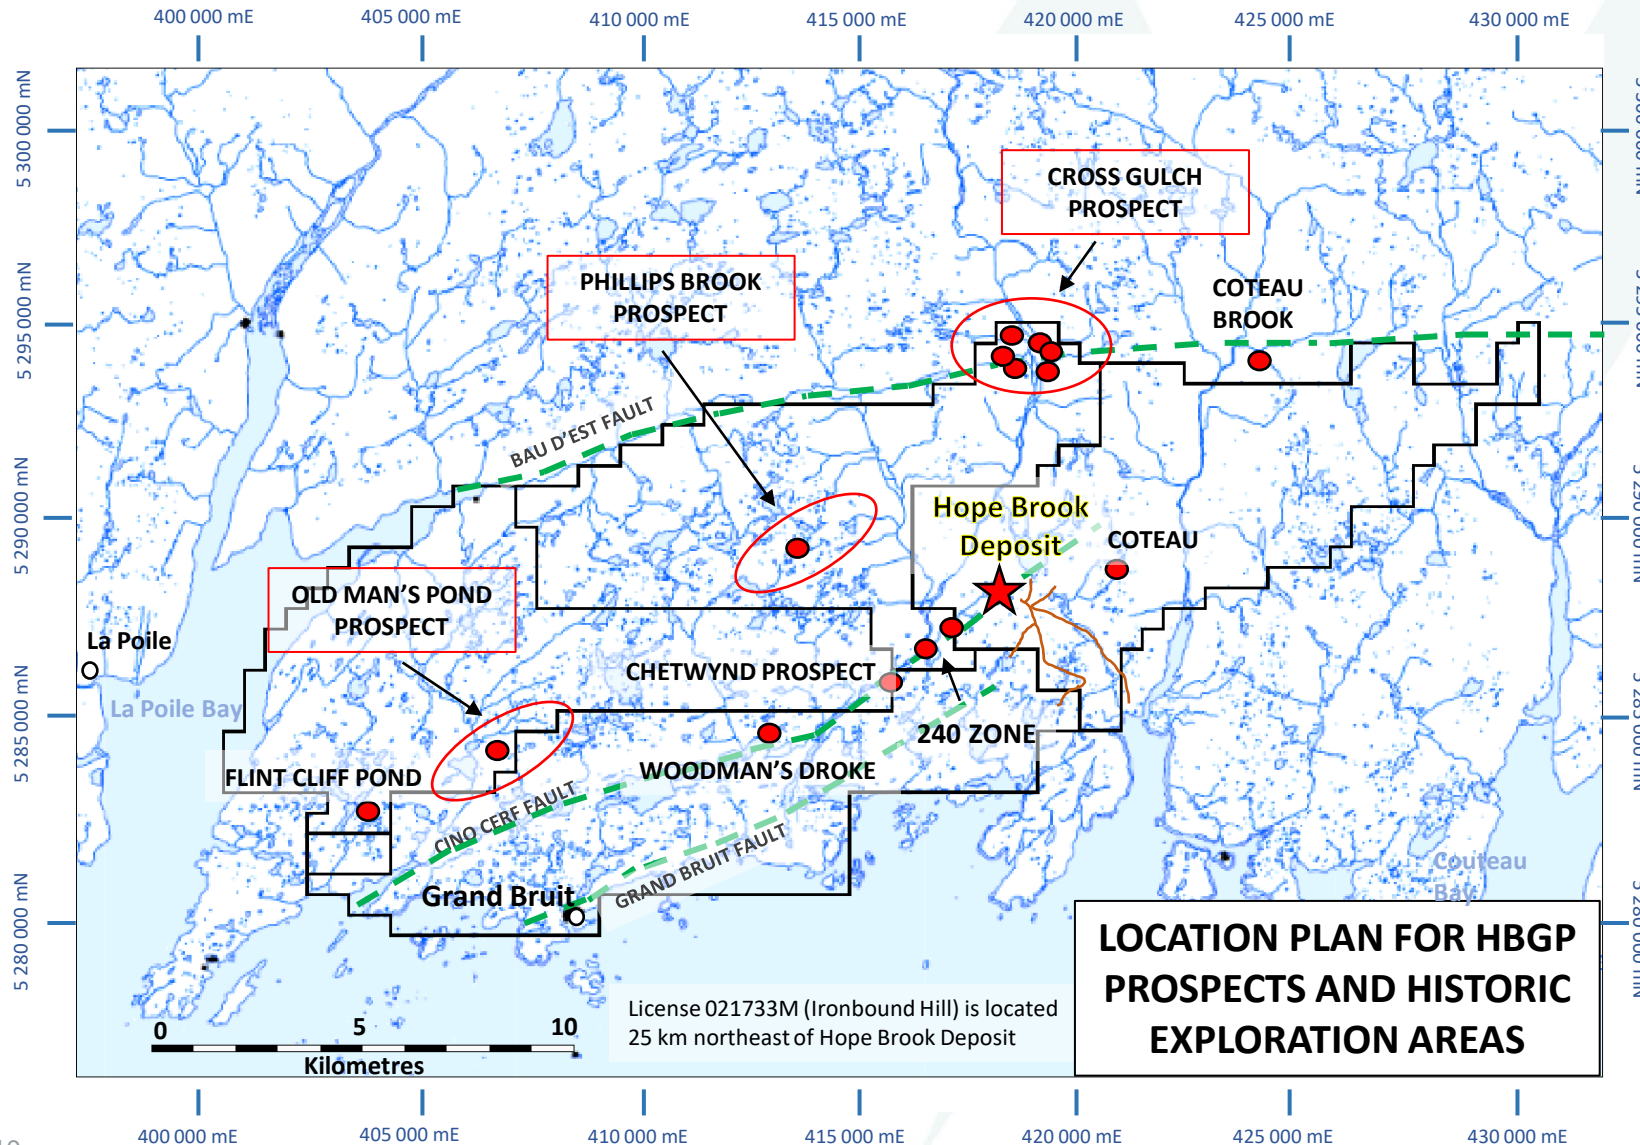 400 000 mE 405 000 mE 410 000 mE 415 000 mE 420 000 mE 425 000 mE 430 000 mE
5 300 000 mN
5 295 000 mN
5 290 000 mN
5 285 000 mN
5 280 000 mN
CROSS GULCH
PROSPECT
PHILLIPS BROOK
PROSPECT
COTEAU
BROOK
BAU D'EST FAULT
Hope Brook
Deposit
COTEAU
OLD MAN'S POND
PROSPECT
La Poile
CHETWYND PROSPECT
La Poile Bay
240 ZONE
FLINT CLIFF POND
WOODMAN'S DROKE
CINO CERF FAULT
GRAND BRUIT FAULT
Grand Bruit
Couteau
Bay
LOCATION PLAN FOR HBGP
PROSPECTS AND HISTORIC
EXPLORATION AREAS
License 021733M (Ironbound Hill) is located
25 km northeast of Hope Brook Deposit
0 5 10
Kilometres
400 000 mE 405 000 mE 410 000 mE 415 000 mE 420 000 mE 425 000 mE 430 000 mE